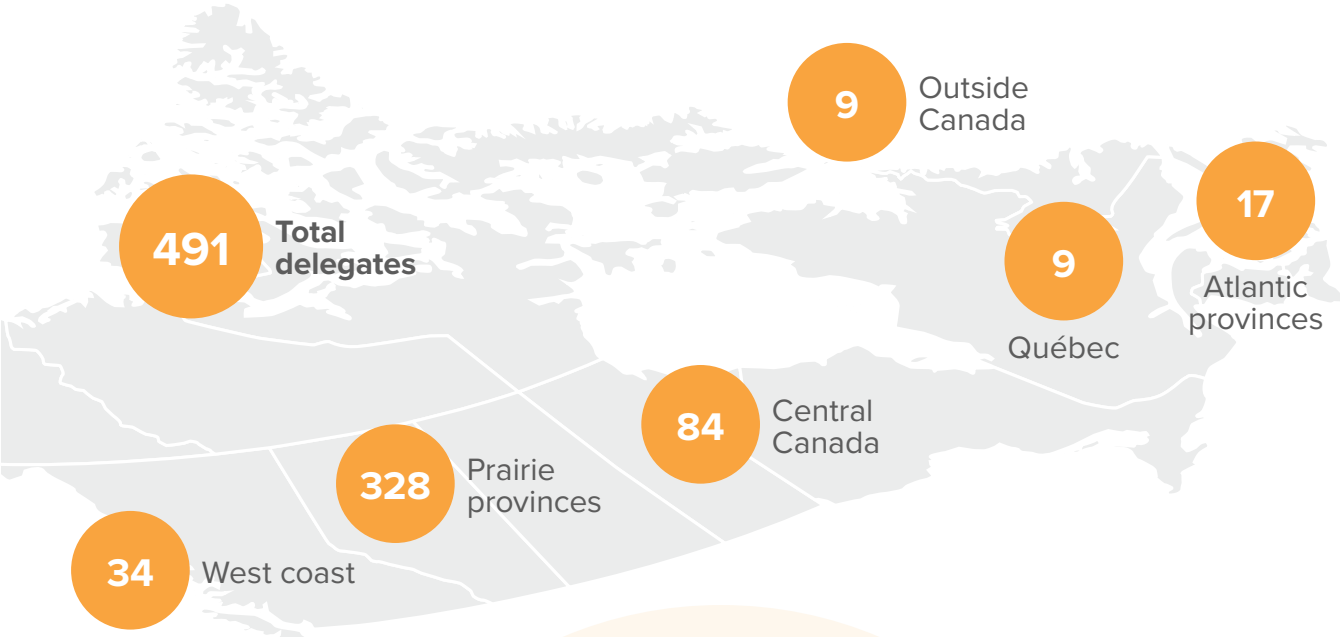 9
Outside
Canada
17
Atlantic
provinces
491
Total
delegates
9
Québec
84
Central
Canada
328
Prairie
provinces
34
West coast